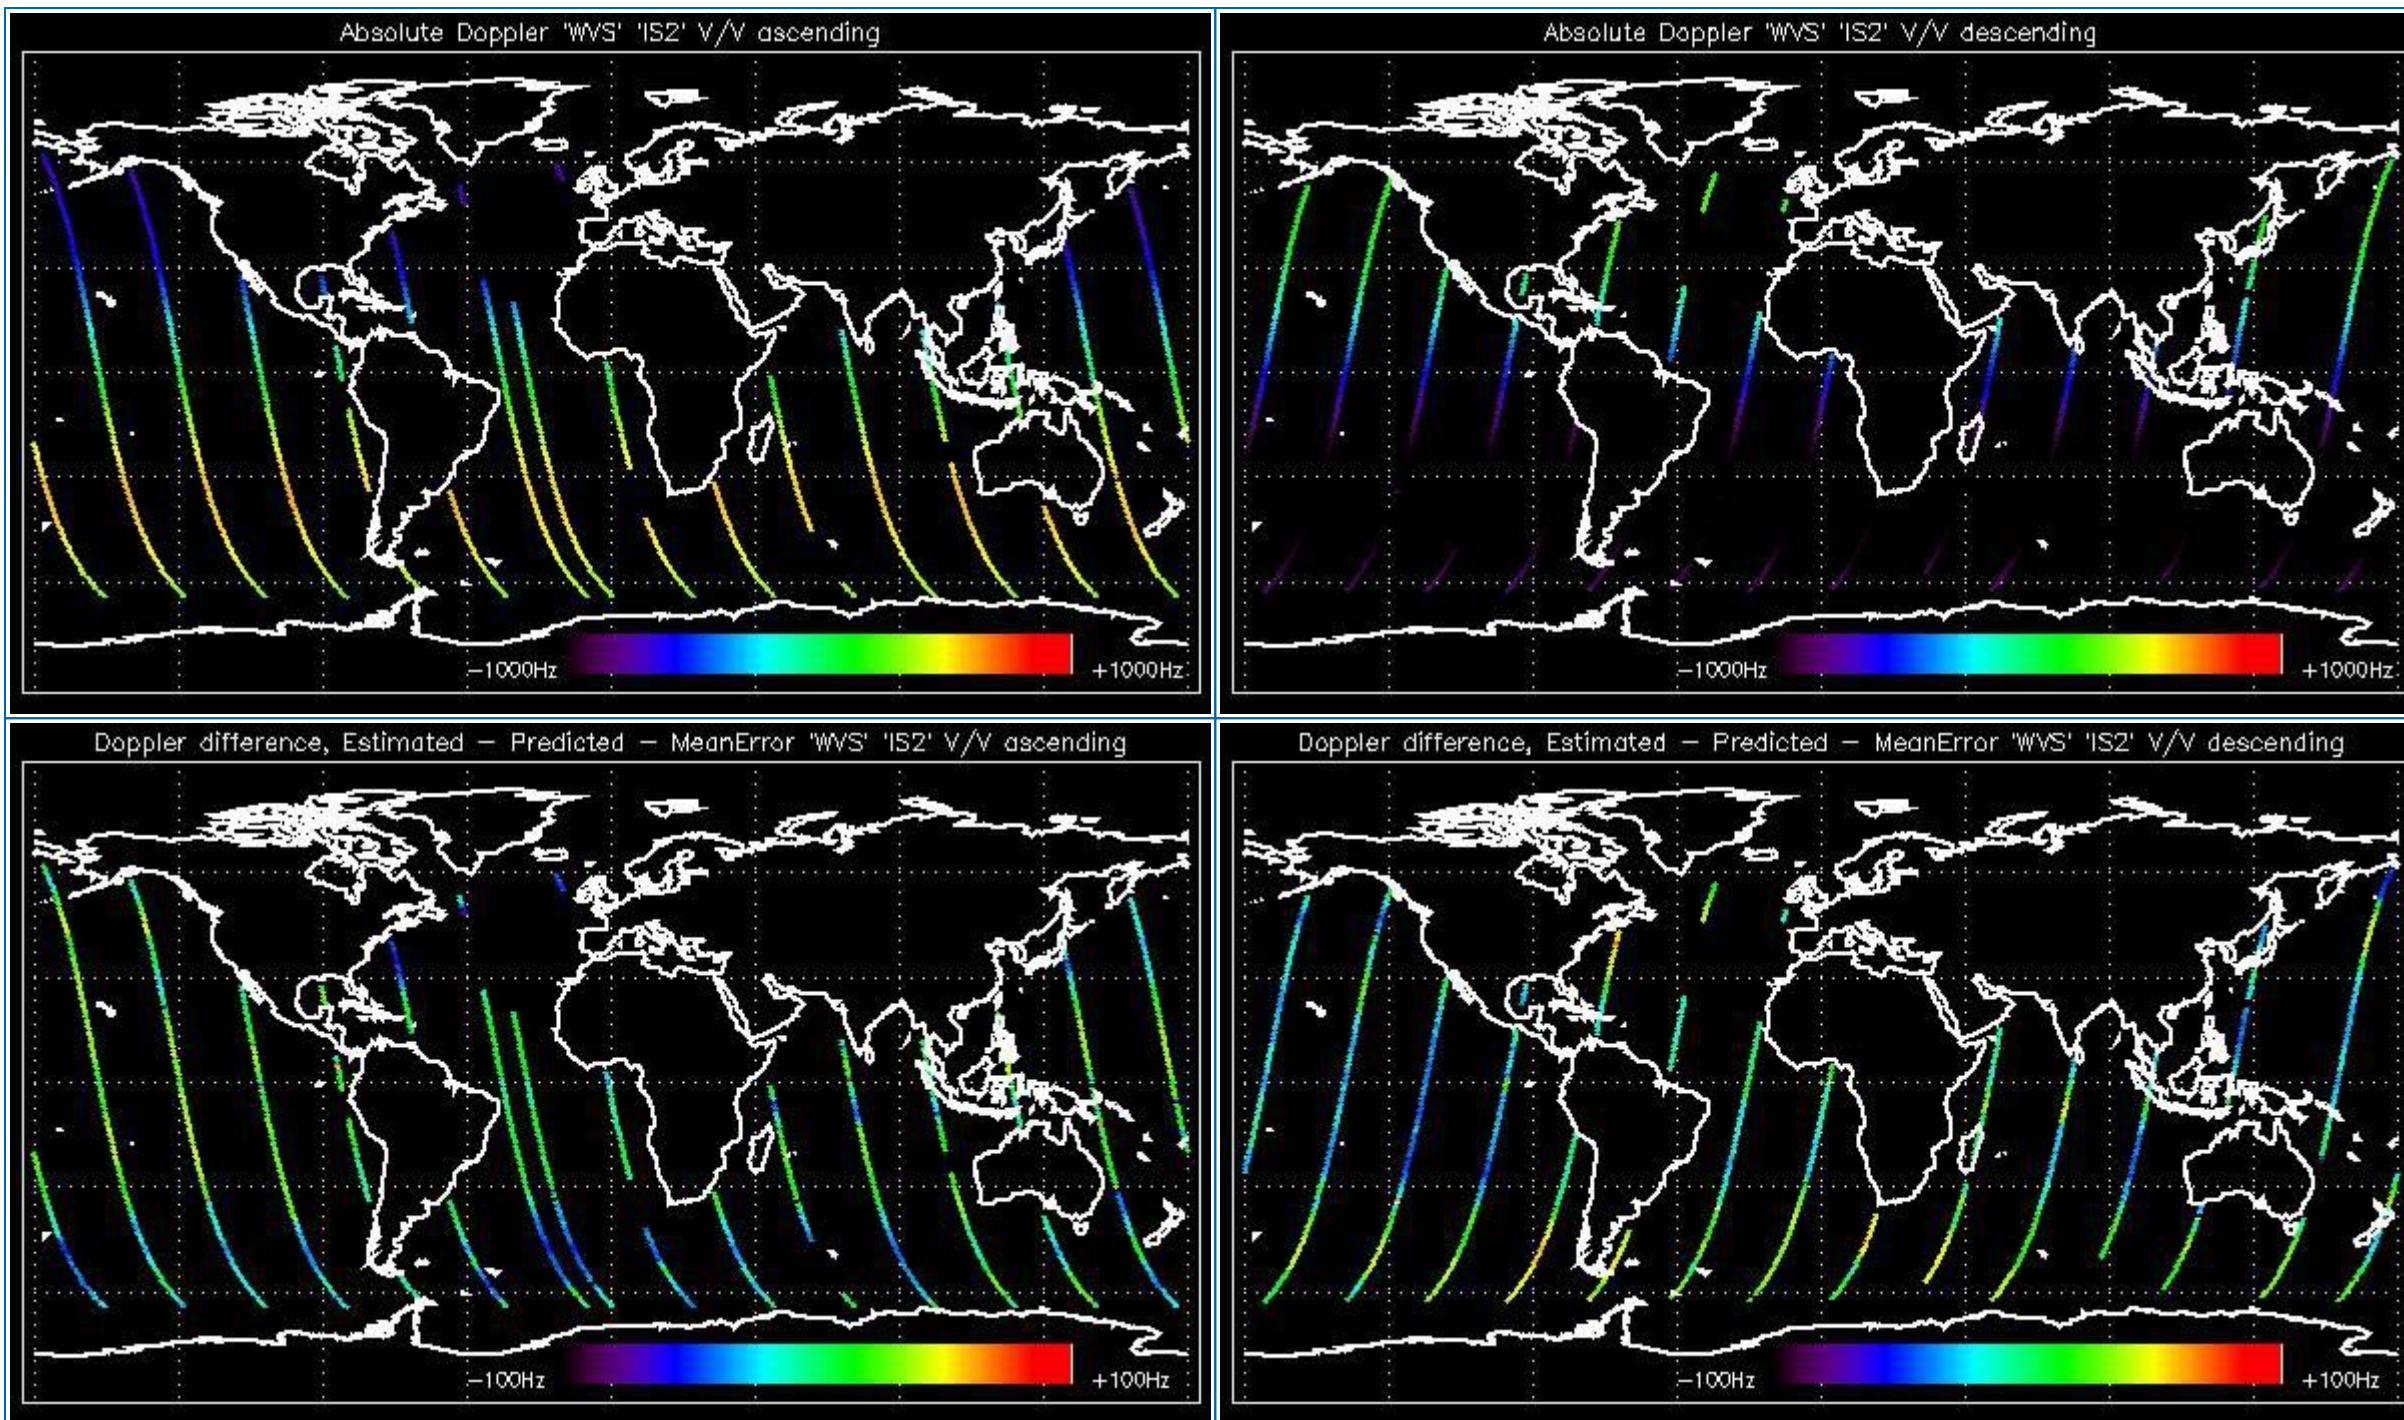 Absolute Doppler 'WVS' 'IS2' V/V ascending
-1000Hz
+1000Hz
Absolute Doppler 'WVS' 'IS2' V/V descending
-1000Hz
+1000Hz
Doppler difference, Estimated - Predicted - MeanError 'WVS' 'IS2' V/V ascending
-100Hz
+100Hz
Doppler difference, Estimated - Predicted - MeanError 'WVS' 'IS2' V/V descending
-100Hz
+100Hz